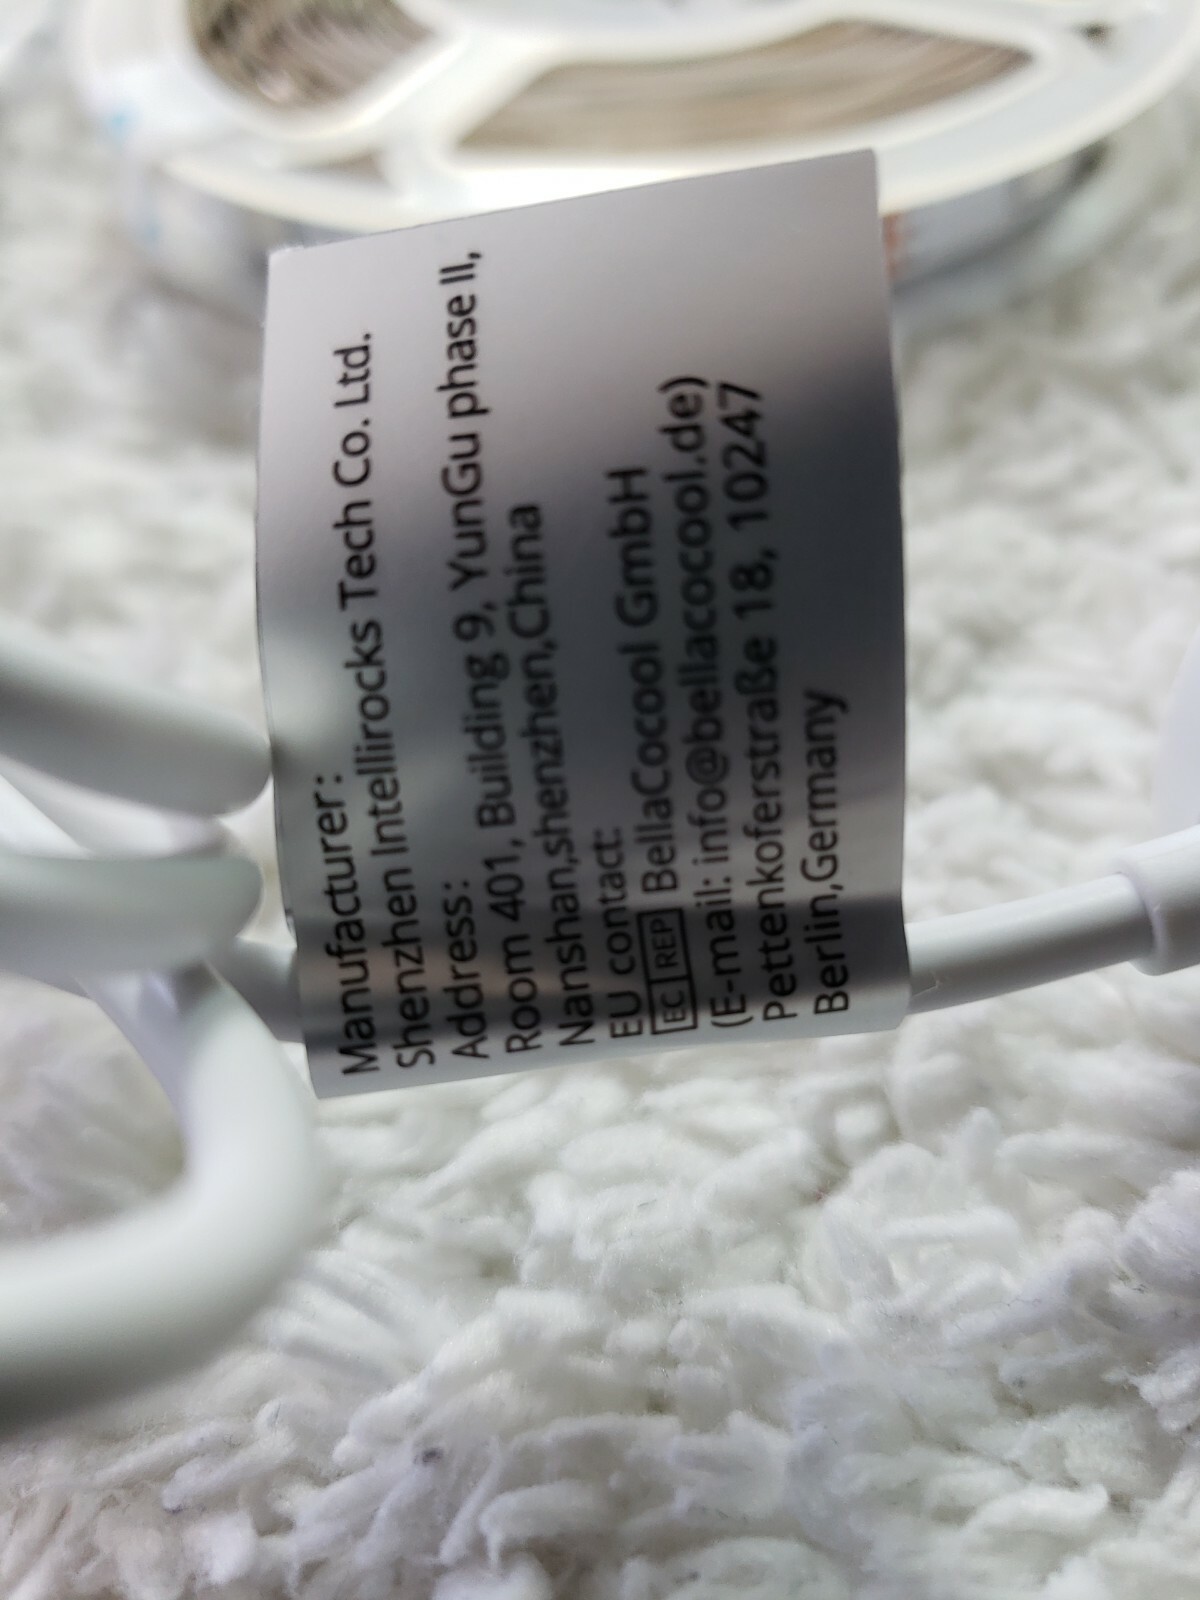 Manufacturer:
Shenzhen Intellirocks Tech Co. Ltd.
Address:
Room 401, Building 9, YunGu phase II,
Nanshan,shenzhen,China
EU contact:
EC REP BellaCocool GmbH
(E-mail: info@bellacocool.de)
Pettenkoferstraße 18, 10247
Berlin,Germany